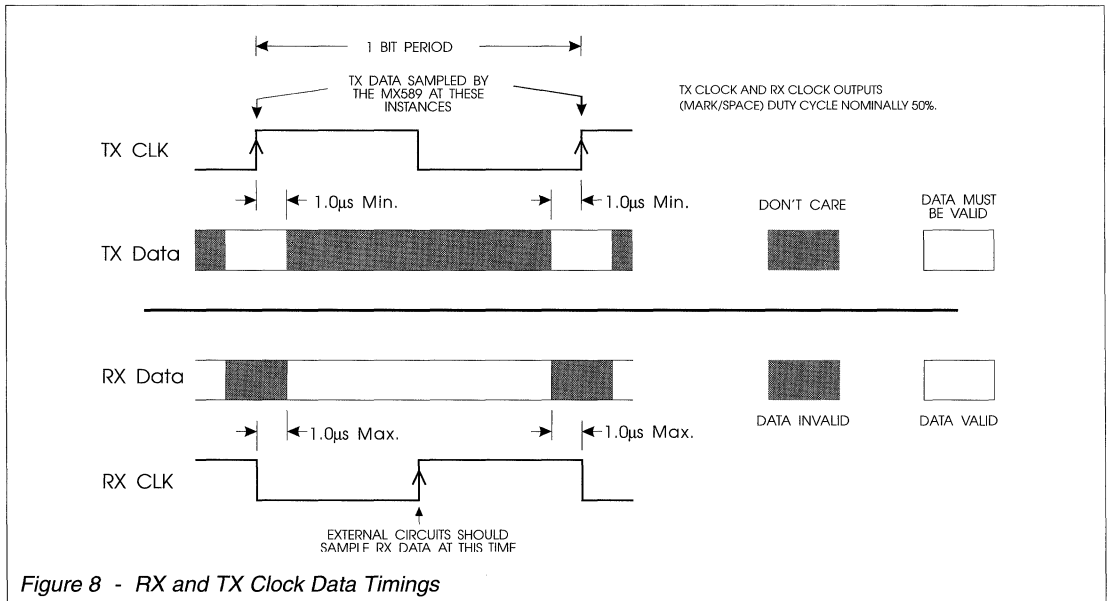 1 BIT PERIOD
TX DATA SAMPLED BY
THE MX589 AT THESE
INSTANCES
TX CLOCK AND RX CLOCK OUTPUTS
(MARK/SPACE) DUTY CYCLE NOMINALLY 50%.
TX CLK
1.0µs Min.
1.0µs Min.
DON'T CARE
DATA MUST
BE VALID
TX Data
RX Data
DATA INVALID
DATA VALID
1.0µs Max.
1.0µs Max.
RX CLK
EXTERNAL CIRCUITS SHOULD
SAMPLE RX DATA AT THIS TIME
Figure 8 - RX and TX Clock Data Timings